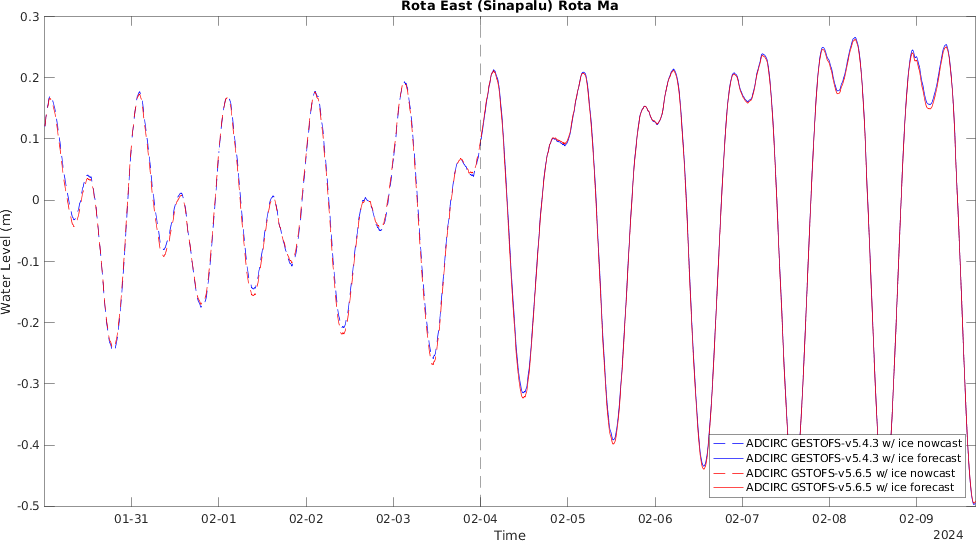 Rota East (Sinapalu) Rota Ma
0.3
0.2
0.1
0
-0.1
-0.2
-0.3
-0.4
-0.5
Water Level (m)
ADCIRC GESTOFS-v5.4.3 w/ ice nowcast
ADCIRC GESTOFS-v5.4.3 w/ ice forecast
ADCIRC GSTOFS-v5.6.5 w/ ice nowcast
ADCIRC GSTOFS-v5.6.5 w/ ice forecast
01-31 02-01 02-02 02-03 02-04 02-05 02-06 02-07 02-08 02-09
Time
2024